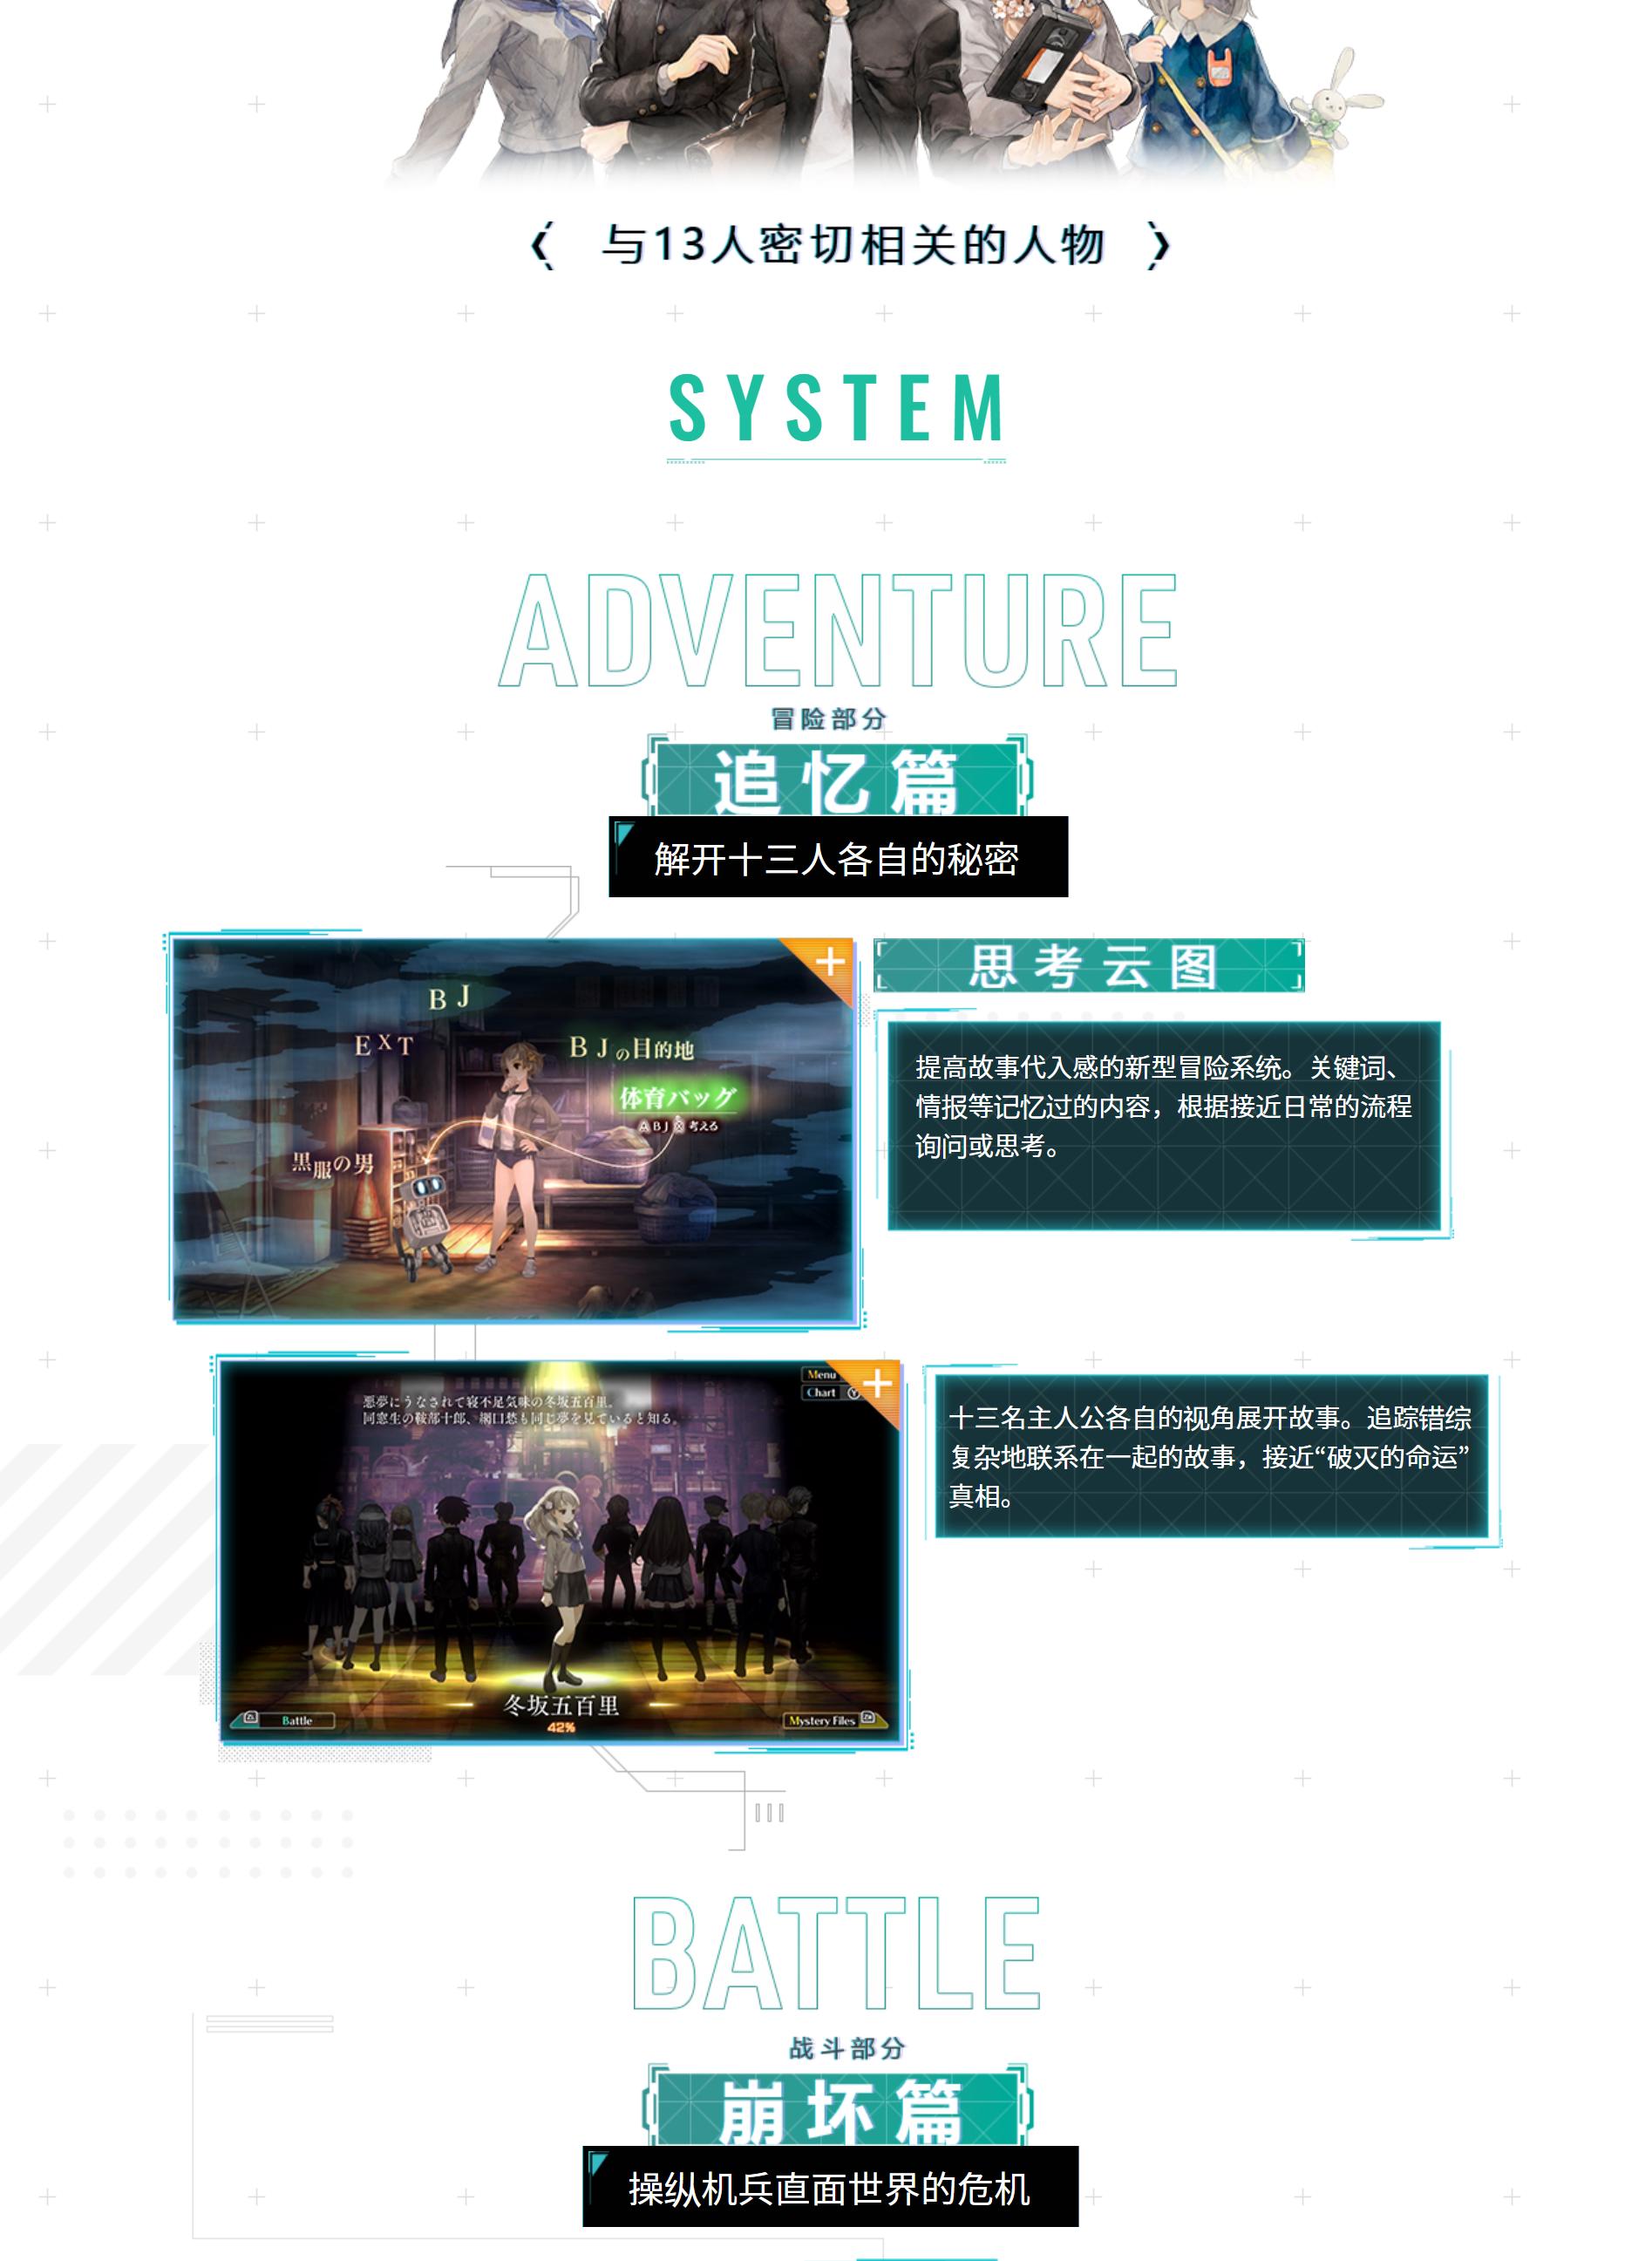 与13人密切相关的人物
SYSTEM
ADVENTURE
冒险部分
追忆篇
解开十三人各自的秘密
BJ
EXT
BJの目的地
体育バッグ
黒服の男
思考云图
提高故事代入感的新型冒险系统。关键词、
情报等记忆过的内容，根据接近日常的流程
询问或思考。
悪夢にうなされて寝不足気味の冬坂五百里。
同窓生の鞍部十郎、網口愁も同じ夢を見ていると知る。
Menu
Chart Y
冬坂五百里
42%
Battle
Mystery Files
十三名主人公各自的视角展开故事。追踪错综
复杂地联系在一起的故事，接近“破灭的命运”
真相。
BATTLE
战斗部分
崩坏篇
操纵机兵直面世界的危机